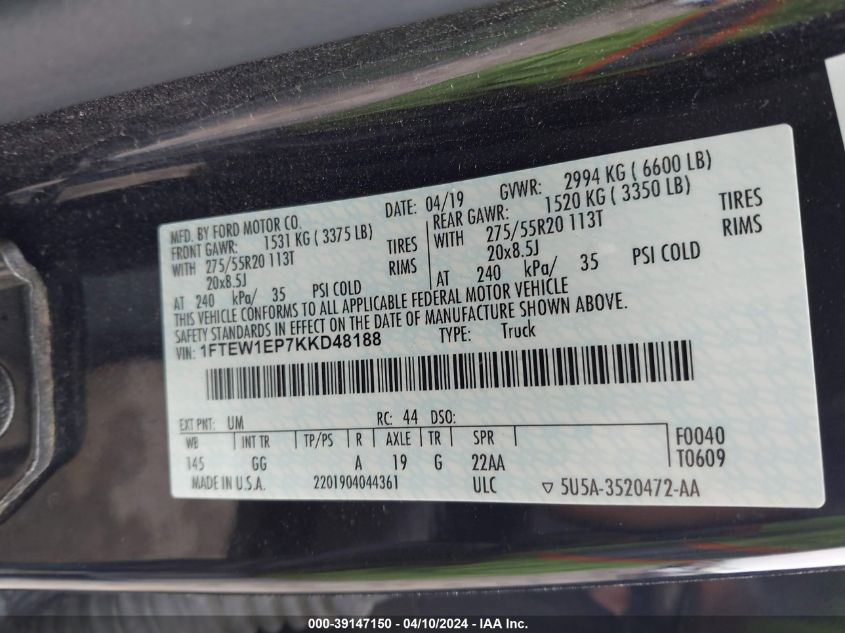 MFD. BY FORD MOTOR CO.
DATE: 04/19 GVWR: 2994 KG ( 6600 LB)
FRONT GAWR: 1531 KG ( 3375 LB)
REAR GAWR: 1520 KG ( 3350 LB)
WITH 275/55R20 113T TIRES
WITH 275/55R20 113T TIRES
20x8.5J RIMS
20x8.5J RIMS
AT 240 kPa/ 35 PSI COLD
AT 240 kPa/ 35 PSI COLD
THIS VEHICLE CONFORMS TO ALL APPLICABLE FEDERAL MOTOR VEHICLE
SAFETY STANDARDS IN EFFECT ON THE DATE OF MANUFACTURE SHOWN ABOVE.
VIN: 1FTEW1EP7KKD48188 TYPE: Truck
EXT PNT: UM RC: 44 DSO:
WB INT TR TP/PS R AXLE TR SPR F0040
145 GG A 19 G 22AA T0609
MADE IN U.S.A. 2201904044361 ULC ▽ 5U5A-3520472-AA
000-39147150 - 04/10/2024 - IAA Inc.